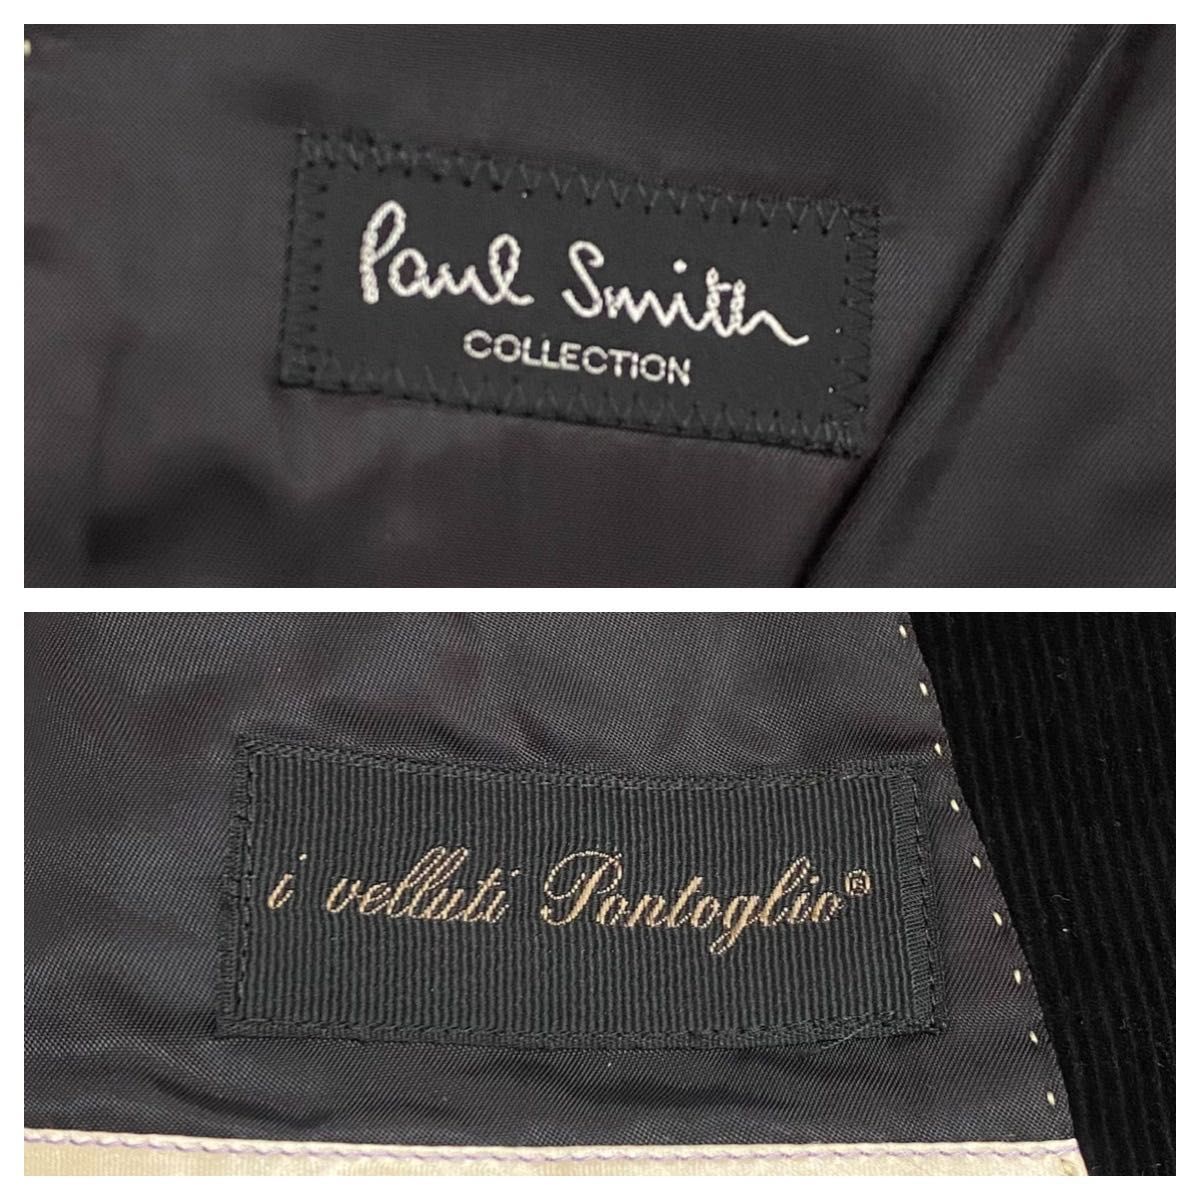 Paul Smith
COLLECTION
i velluti Pontoglio®